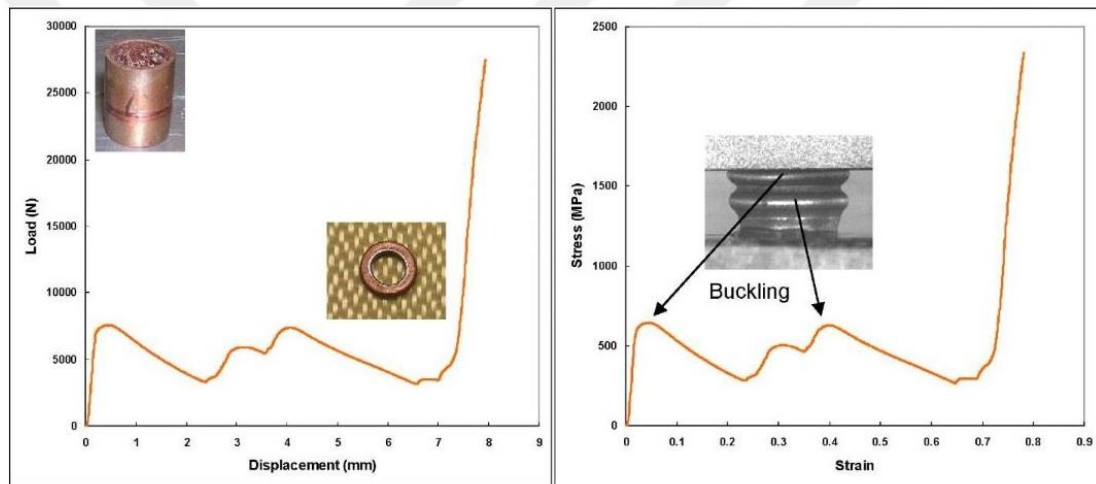 30000
25000
20000
15000
10000
5000
0
Load (N)
0 1 2 3 4 5 6 7 8 9
Displacement (mm)
2500
2000
1500
1000
500
0
Stress (MPa)
Buckling
0 0.1 0.2 0.3 0.4 0.5 0.6 0.7 0.8 0.9
Strain